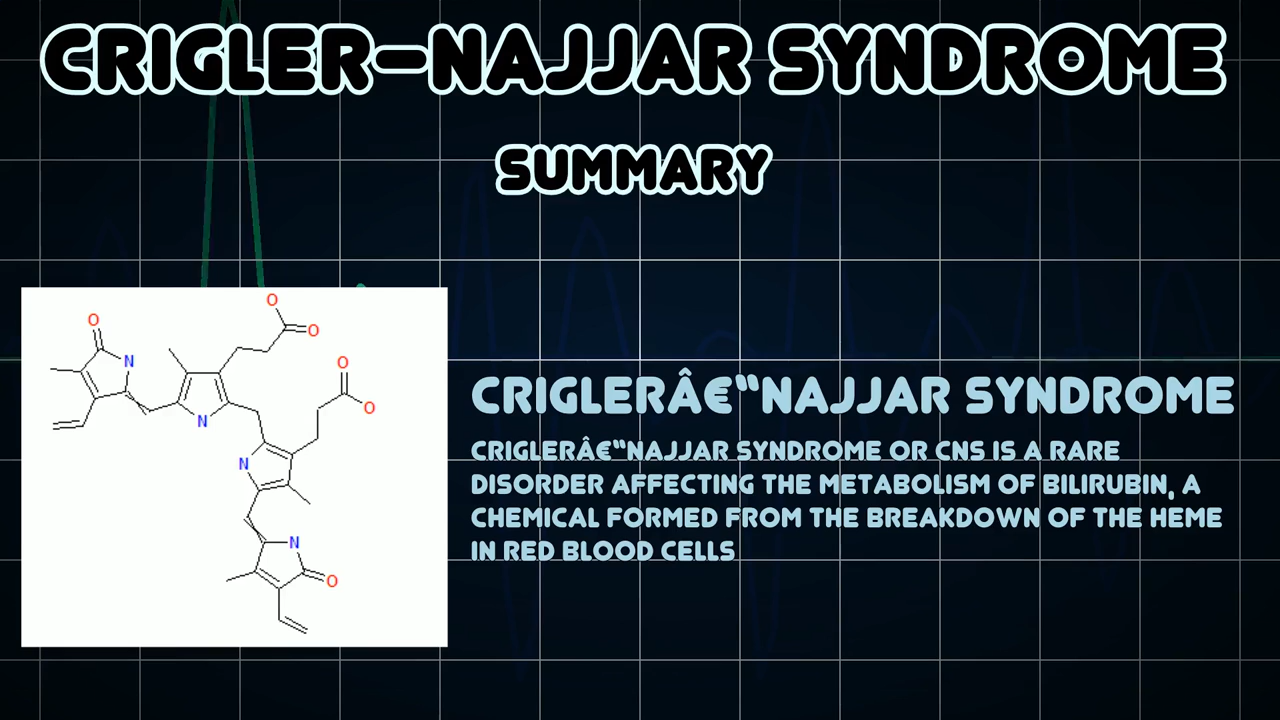 CRIGLER–NAJJAR SYNDROME
SUMMARY
O
O
O
N
O
O
N
N
N
O
CRIGLERÂ€“NAJJAR SYNDROME
CRIGLERÂ€“NAJJAR SYNDROME OR CNS IS A RARE
DISORDER AFFECTING THE METABOLISM OF BILIRUBIN, A
CHEMICAL FORMED FROM THE BREAKDOWN OF THE HEME
IN RED BLOOD CELLS